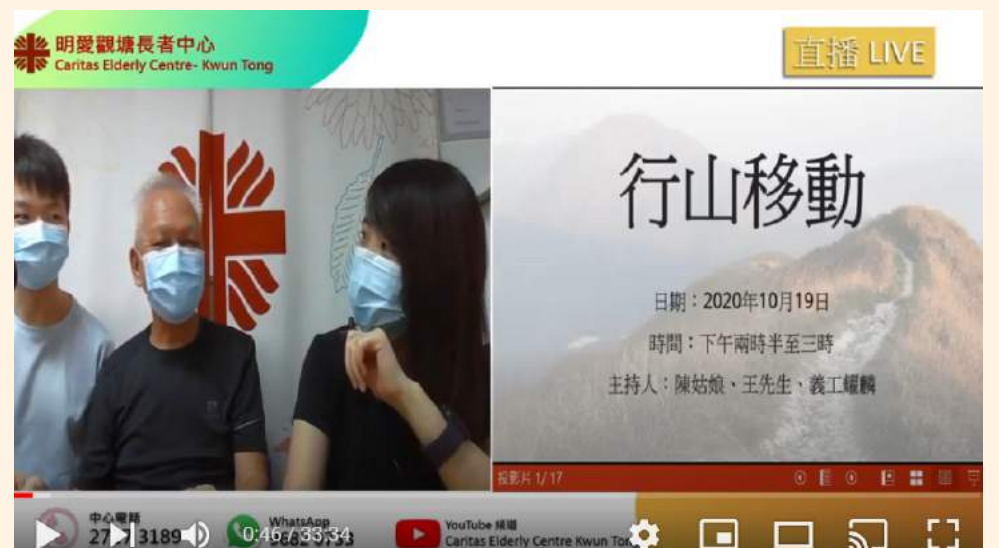 明愛觀塘長者中心
Caritas Elderly Centre- Kwun Tong
直播 LIVE
行山移動
日期：2020年10月19日
時間：下午兩時半至三時
主持人：陳姑娘、王先生、義工耀麟
投影片 1/17
中心電話
3189
WhatsApp
0:46 / 33:34
YouTube 頻道
Caritas Elderly Centre Kwun